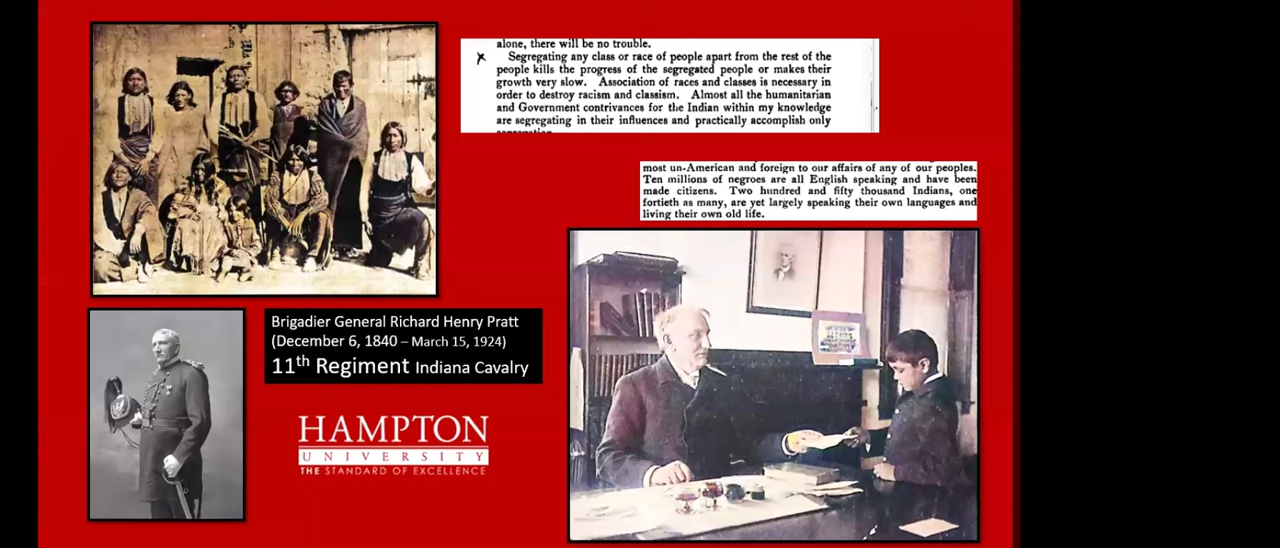 alone, there will be no trouble.
Segregating any class or race of people apart from the rest of the
people kills the progress of the segregated people or makes their
growth very slow. Association of races and classes is necessary in
order to destroy racism and classism. Almost all the humanitarian
and Government contrivances for the Indian within my knowledge
are segregating in their influences and practically accomplish only
segregation
most un-American and foreign to our affairs of any of our peoples.
Ten millions of negroes are all English speaking and have been
made citizens. Two hundred and fifty thousand Indians, one
fortieth as many, are yet largely speaking their own languages and
living their own old life.
Brigadier General Richard Henry Pratt
(December 6, 1840 – March 15, 1924)
11th Regiment Indiana Cavalry
HAMPTON
UNIVERSITY
THE STANDARD OF EXCELLENCE